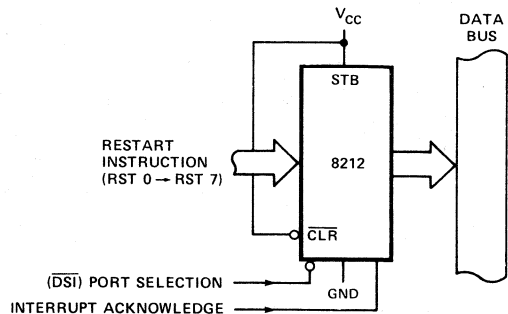 VCC
DATA
BUS
STB
RESTART
INSTRUCTION
(RST 0 → RST 7)
8212
CLR
(DSI) PORT SELECTION
GND
INTERRUPT ACKNOWLEDGE